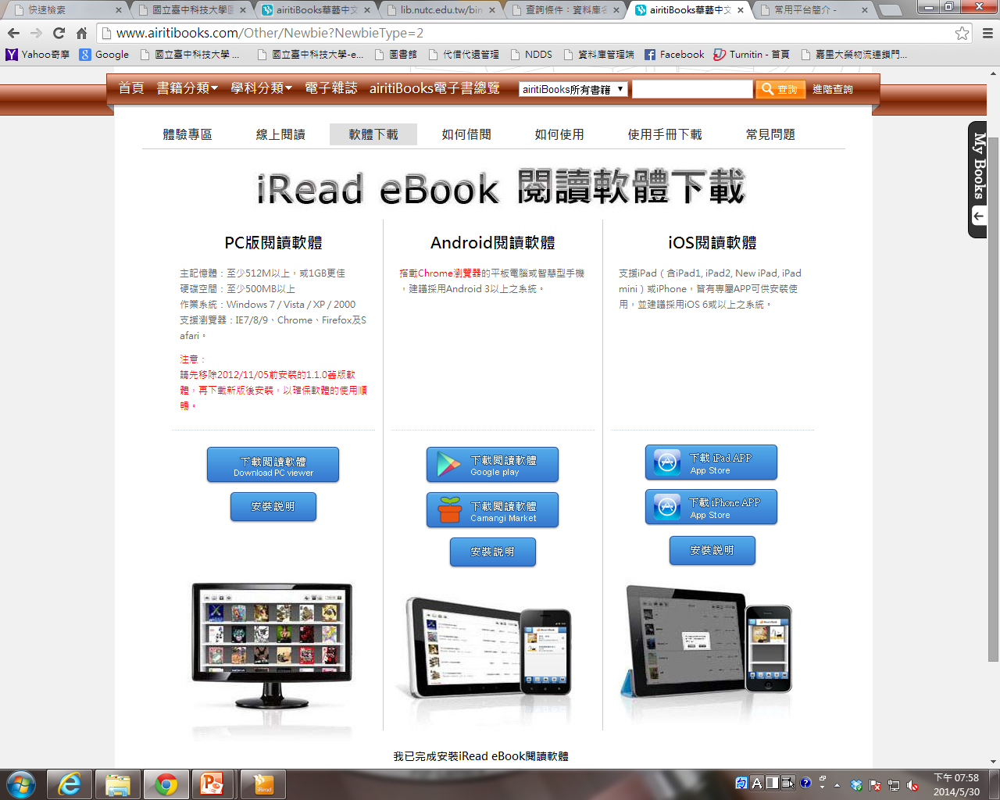 快速檢索
國立臺中科技大學圖
airitiBooks華藝中文
lib.nutc.edu.tw/bin
查詢條件：資料庫名
airitiBooks華藝中文
常用平台簡介 -
www.airitibooks.com/Other/Newbie?NewbieType=2
Yahoo奇摩
Google
國立臺中科技大學 ...
國立臺中科技大學-e...
圖書館
代借代還管理
NDDS
資料庫管理端
Facebook
Turnitin - 首頁
嘉里大榮物流連鎖門...
首頁
書籍分類
學科分類
電子雜誌
airitiBooks電子書總覽
airitiBooks所有書籍
查詢
進階查詢
體驗專區
線上閱讀
軟體下載
如何借閱
如何使用
使用手冊下載
常見問題
My Books
iRead eBook 閱讀軟體下載
PC版閱讀軟體
主記憶體：至少512M以上，或1GB更佳
硬碟空間：至少500MB以上
作業系統：Windows 7 / Vista / XP / 2000
支援瀏覽器：IE7/8/9、Chrome、Firefox及S
afari。
注意：
請先移除2012/11/05前安裝的1.1.0舊版軟
體，再下載新版後安裝，以確保軟體的使用順
暢。
下載閱讀軟體
Download PC viewer
安裝說明
Android閱讀軟體
搭載Chrome瀏覽器的平板電腦或智慧型手機
，建議採用Android 3以上之系統。
下載閱讀軟體
Google play
下載閱讀軟體
Camangi Market
安裝說明
iOS閱讀軟體
支援iPad（含iPad1, iPad2, New iPad, iPad
mini）或iPhone，皆有專屬APP可供安裝使
用，並建議採用iOS 6或以上之系統。
下載 iPad APP
App Store
下載 iPhone APP
App Store
安裝說明
我已完成安裝iRead eBook閱讀軟體
iRead
下午 07:58
2014/5/30